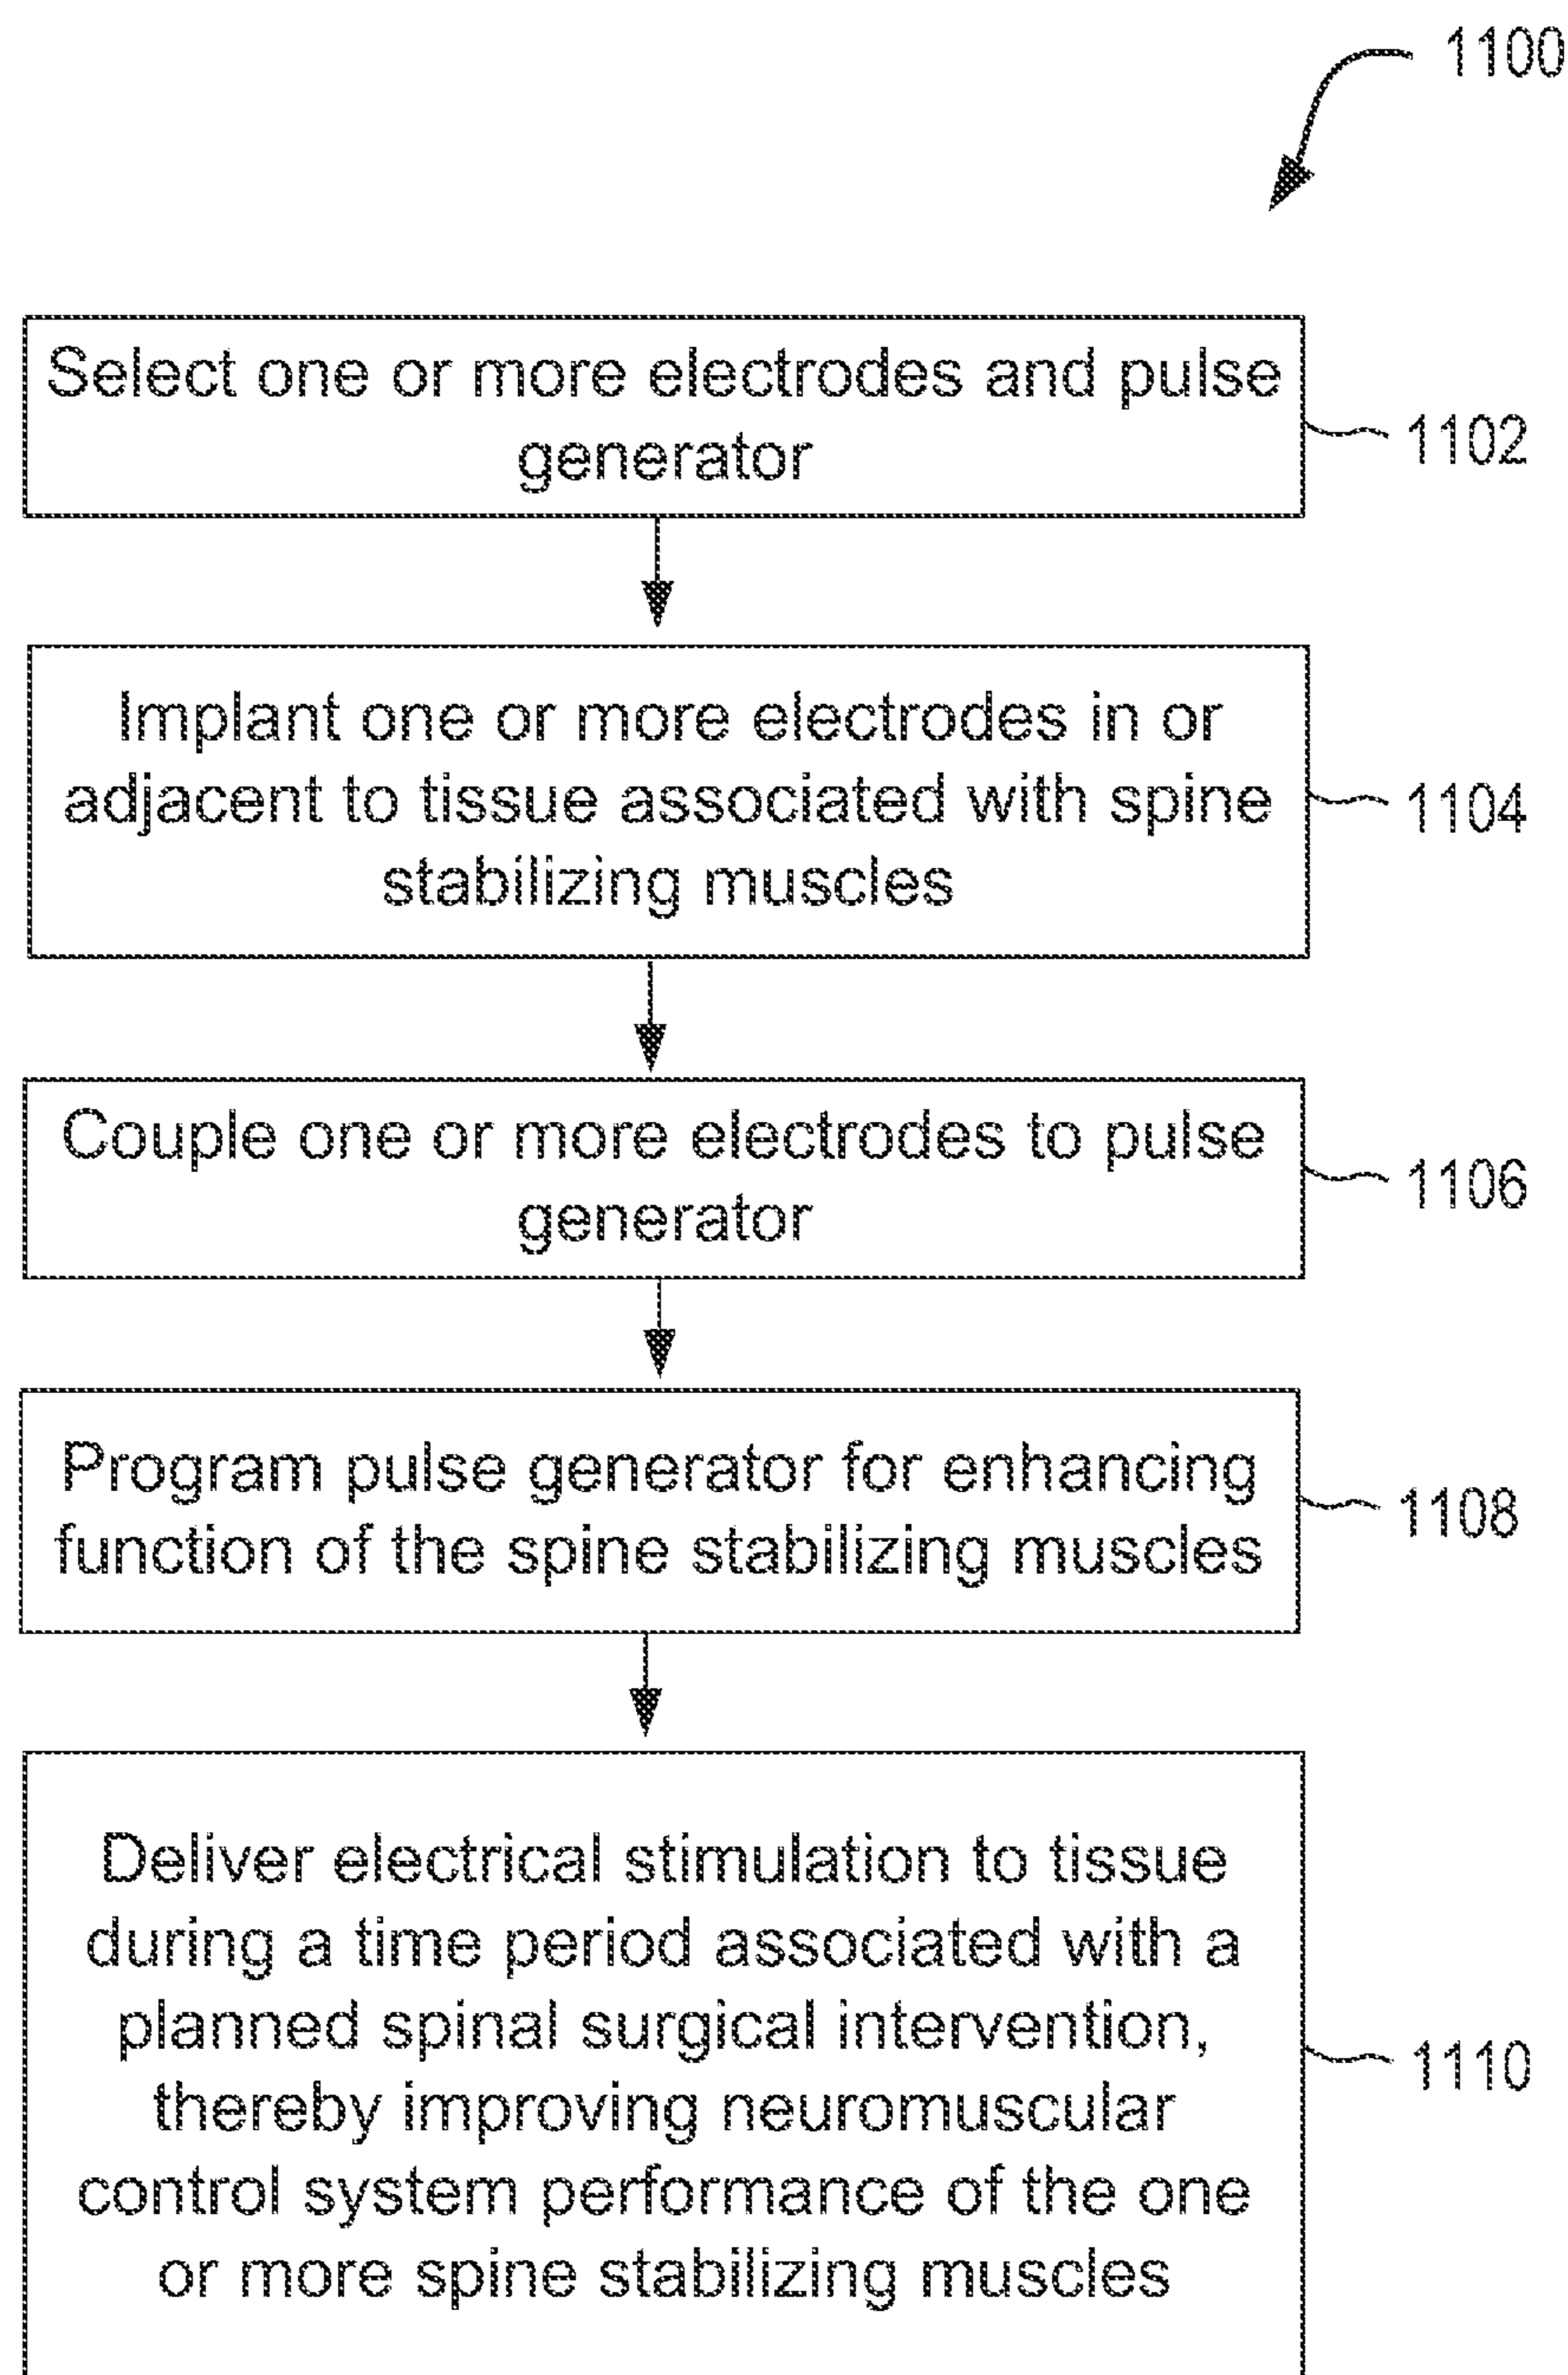 1100
Select one or more electrodes and pulse
generator
1102
Implant one or more electrodes in or
adjacent to tissue associated with spine
stabilizing muscles
1104
Couple one or more electrodes to pulse
generator
1106
Program pulse generator for enhancing
function of the spine stabilizing muscles
1108
Deliver electrical stimulation to tissue
during a time period associated with a
planned spinal surgical intervention,
thereby improving neuromuscular
control system performance of the one
or more spine stabilizing muscles
1110